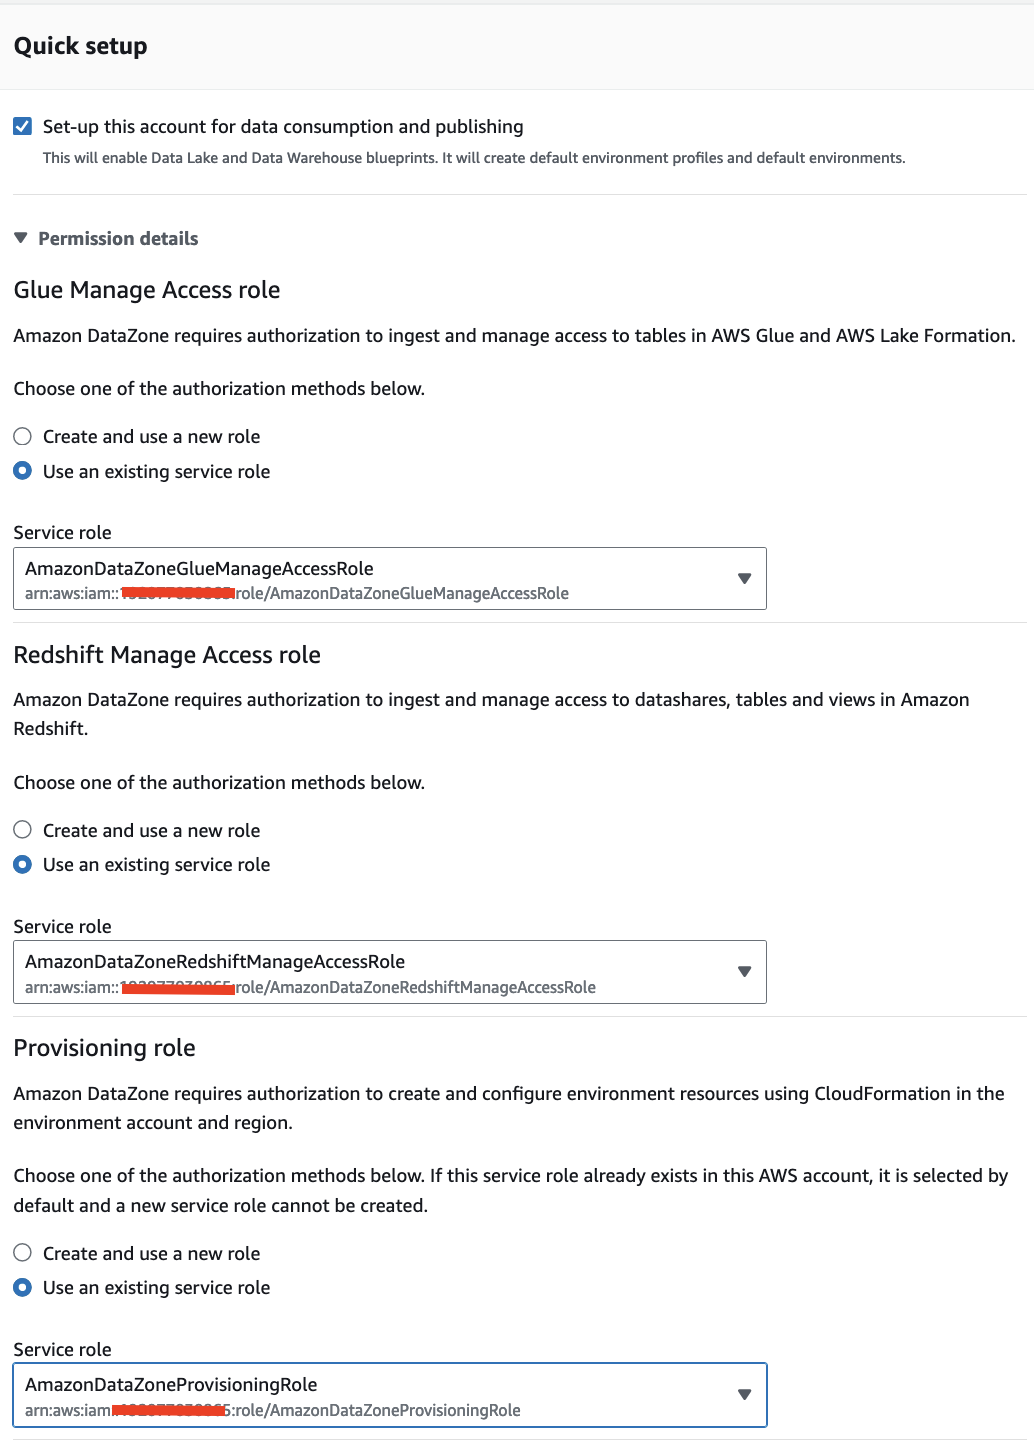 Quick setup
Set-up this account for data consumption and publishing
This will enable Data Lake and Data Warehouse blueprints. It will create default environment profiles and default environments.
Permission details
Glue Manage Access role
Amazon DataZone requires authorization to ingest and manage access to tables in AWS Glue and AWS Lake Formation.
Choose one of the authorization methods below.
Create and use a new role
Use an existing service role
Service role
AmazonDataZoneGlueManageAccessRole
arn:aws:iam:: :role/AmazonDataZoneGlueManageAccessRole
Redshift Manage Access role
Amazon DataZone requires authorization to ingest and manage access to datashares, tables and views in Amazon
Redshift.
Choose one of the authorization methods below.
Create and use a new role
Use an existing service role
Service role
AmazonDataZoneRedshiftManageAccessRole
arn:aws:iam:: :role/AmazonDataZoneRedshiftManageAccessRole
Provisioning role
Amazon DataZone requires authorization to create and configure environment resources using CloudFormation in the
environment account and region.
Choose one of the authorization methods below. If this service role already exists in this AWS account, it is selected by
default and a new service role cannot be created.
Create and use a new role
Use an existing service role
Service role
AmazonDataZoneProvisioningRole
arn:aws:iam :role/AmazonDataZoneProvisioningRole